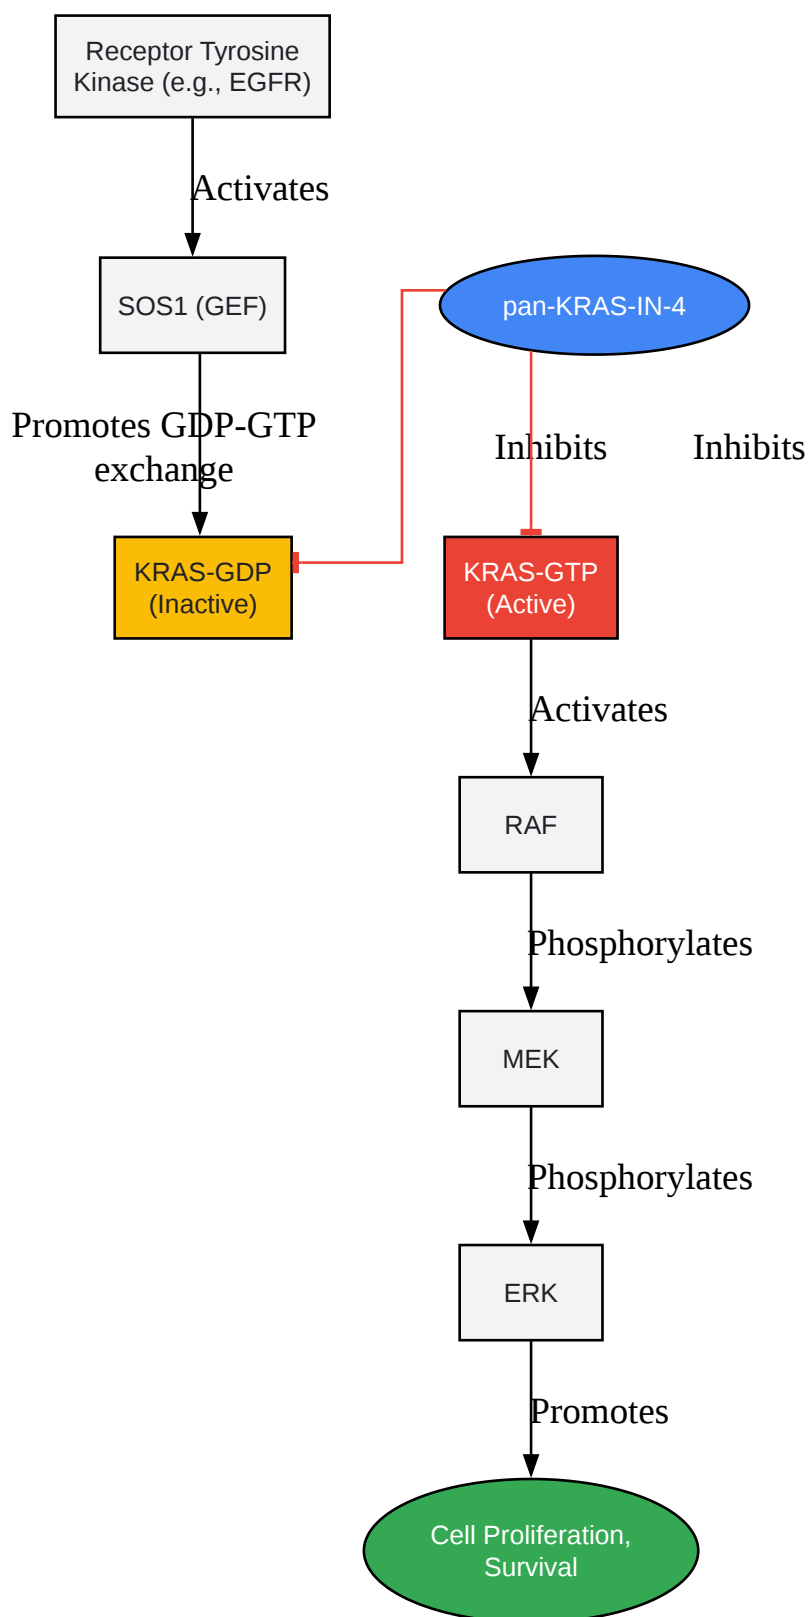 Receptor Tyrosine
Kinase (e.g., EGFR)
Activates
SOS1 (GEF)
pan-KRAS-IN-4
Promotes GDP-GTP
exchange
Inhibits
Inhibits
KRAS-GDP
(Inactive)
KRAS-GTP
(Active)
Activates
RAF
Phosphorylates
MEK
Phosphorylates
ERK
Promotes
Cell Proliferation,
Survival